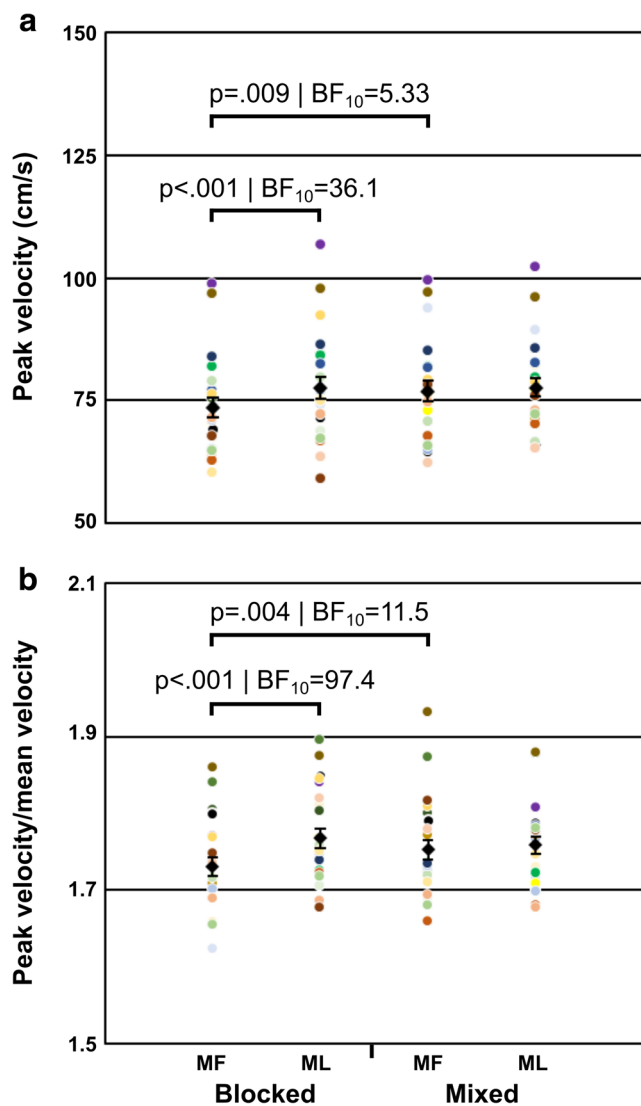 a
150
125
100
75
50
Peak velocity (cm/s)
p=.009 | BF₁₀=5.33
p<.001 | BF₁₀=36.1
b
2.1
1.9
1.7
1.5
Peak velocity/mean velocity
p=.004 | BF₁₀=11.5
p<.001 | BF₁₀=97.4
MF ML MF ML
Blocked Mixed